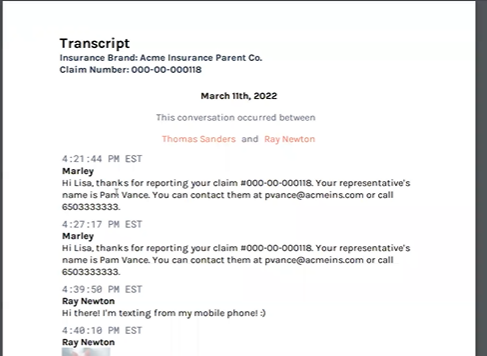 Transcript
Insurance Brand: Acme Insurance Parent Co.
Claim Number: 000-00-000118
March 11th, 2022
This conversation occurred between
Thomas Sanders and Ray Newton
4:21:44 PM EST
Marley
Hi Lisa, thanks for reporting your claim #000-00-000118. Your representative's
name is Pam Vance. You can contact them at pvance@acmeins.com or call
6503333333.
4:27:17 PM EST
Marley
Hi Lisa, thanks for reporting your claim #000-00-000118. Your representative's
name is Pam Vance. You can contact them at pvance@acmeins.com or call
6503333333.
4:39:50 PM EST
Ray Newton
Hi there! I'm texting from my mobile phone! :)
4:40:10 PM EST
Ray Newton